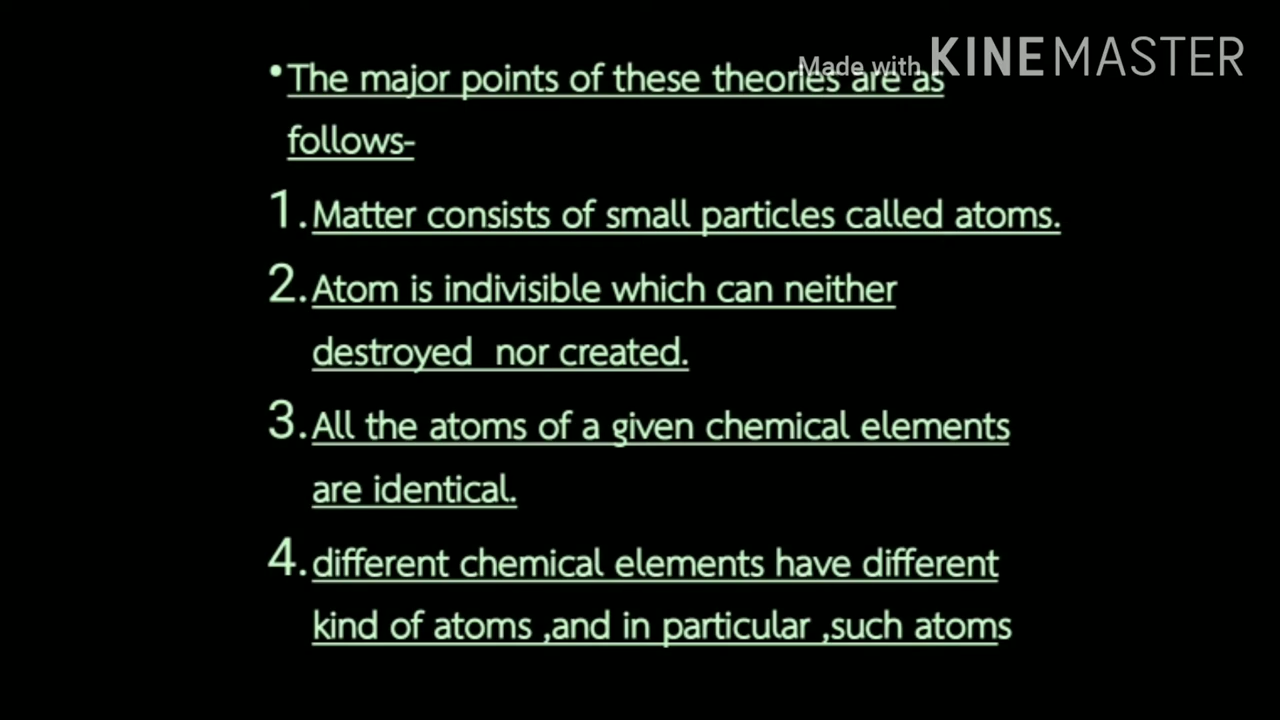 Made with KINEMASTER
•The major points of these theories are as
follows-
1.Matter consists of small particles called atoms.
2.Atom is indivisible which can neither
destroyed  nor created.
3.All the atoms of a given chemical elements
are identical.
4.different chemical elements have different
kind of atoms ,and in particular ,such atoms